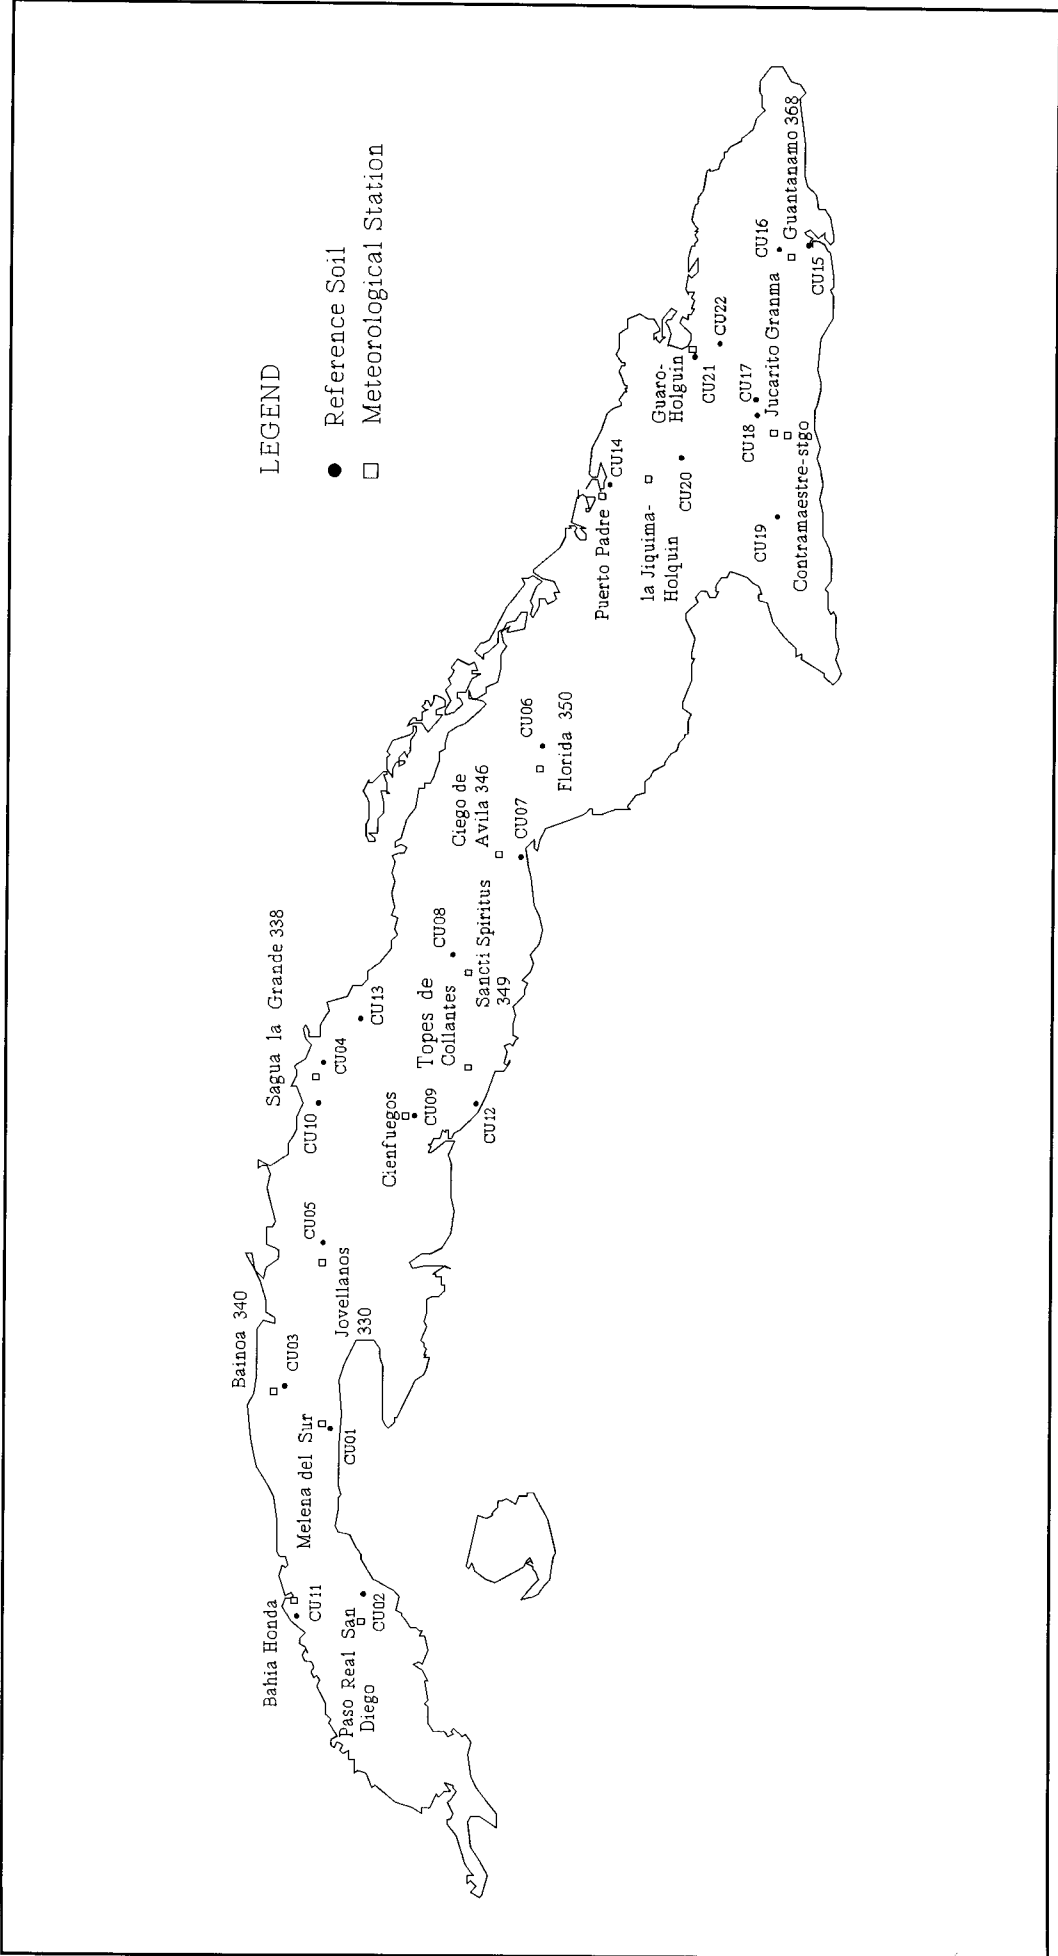 LEGEND
Reference Soil
Meteorological Station
Bahia Honda
CU11
Paso Real San
Diego
CU02
Melena del Sur
CU01
Bainoa 340
CU03
Jovellanos
330
CU05
Sagua la Grande 338
CU10
CU04
CU13
Cienfuegos
CU09
CU12
Topes de
Collantes
CU08
Sancti Spiritus
349
Ciego de
Avila 346
CU07
CU06
Florida 350
Puerto Padre
CU14
la Jiquima-
Holquin
CU20
Guaro-
Holguin
CU21
CU22
CU18
CU17
Jucarito Granma
CU19
Contramaestre-stgo
CU16
Guantanamo 368
CU15